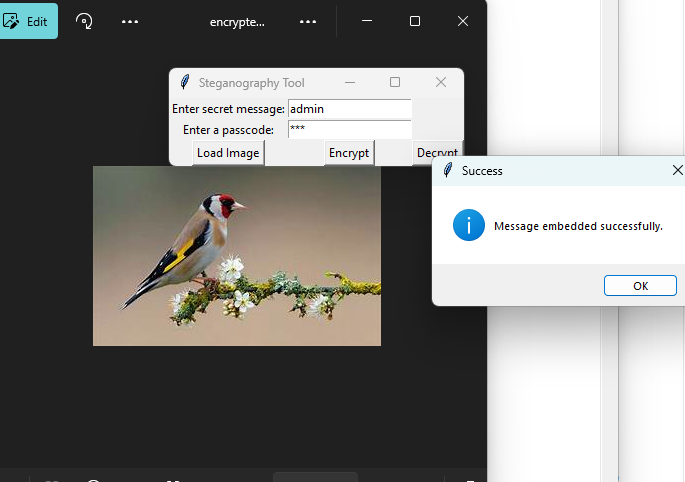 Edit
encrypte...
Steganography Tool
Enter secret message: admin
Enter a passcode: ***
Load Image
Encrypt
Decrypt
Success
Message embedded successfully.
OK